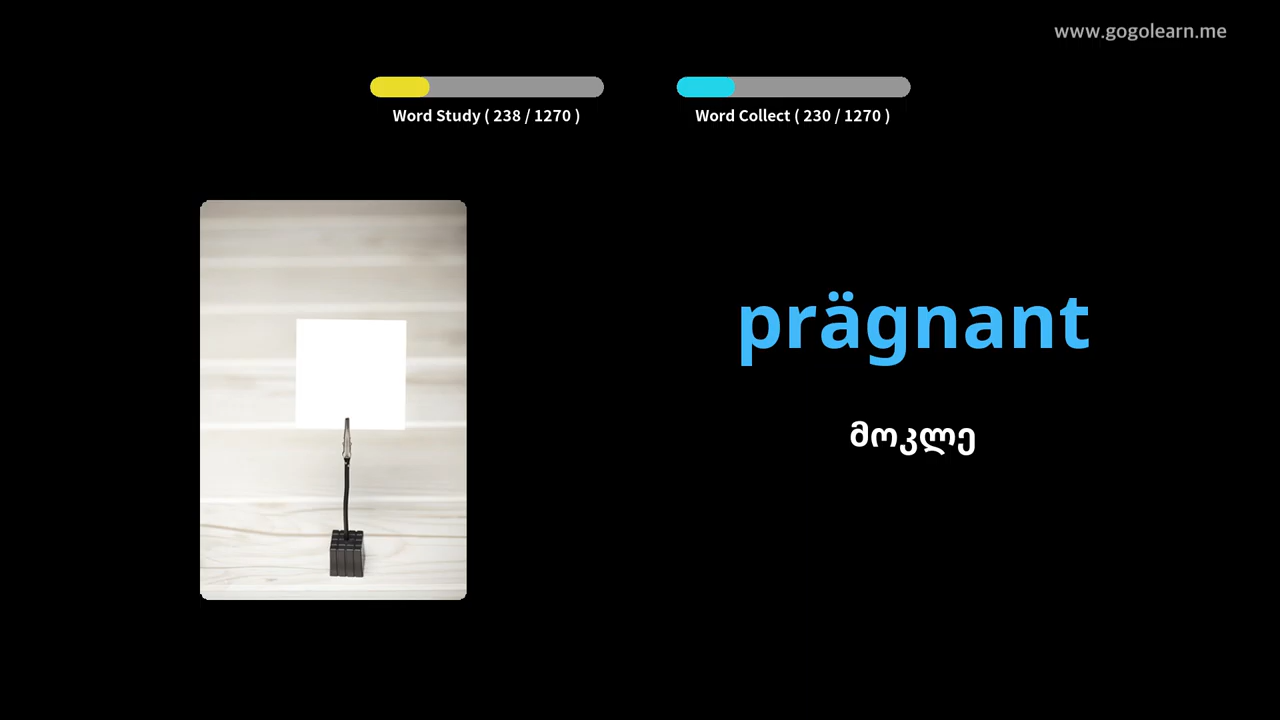 www.gogolearn.me
Word Study ( 238 / 1270 )
Word Collect ( 230 / 1270 )
prägnant
მოკლე